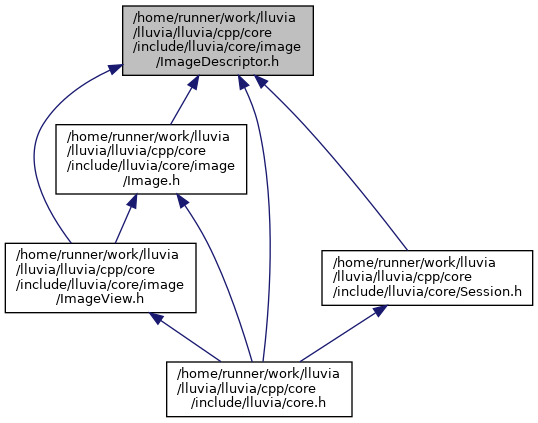 /home/runner/work/lluvia
/lluvia/lluvia/cpp/core
/include/lluvia/core/image
/ImageDescriptor.h
/home/runner/work/lluvia
/lluvia/lluvia/cpp/core
/include/lluvia/core/image
/Image.h
/home/runner/work/lluvia
/lluvia/lluvia/cpp/core
/include/lluvia/core/image
/ImageView.h
/home/runner/work/lluvia
/lluvia/lluvia/cpp/core
/include/lluvia/core/Session.h
/home/runner/work/lluvia
/lluvia/lluvia/cpp/core
/include/lluvia/core.h